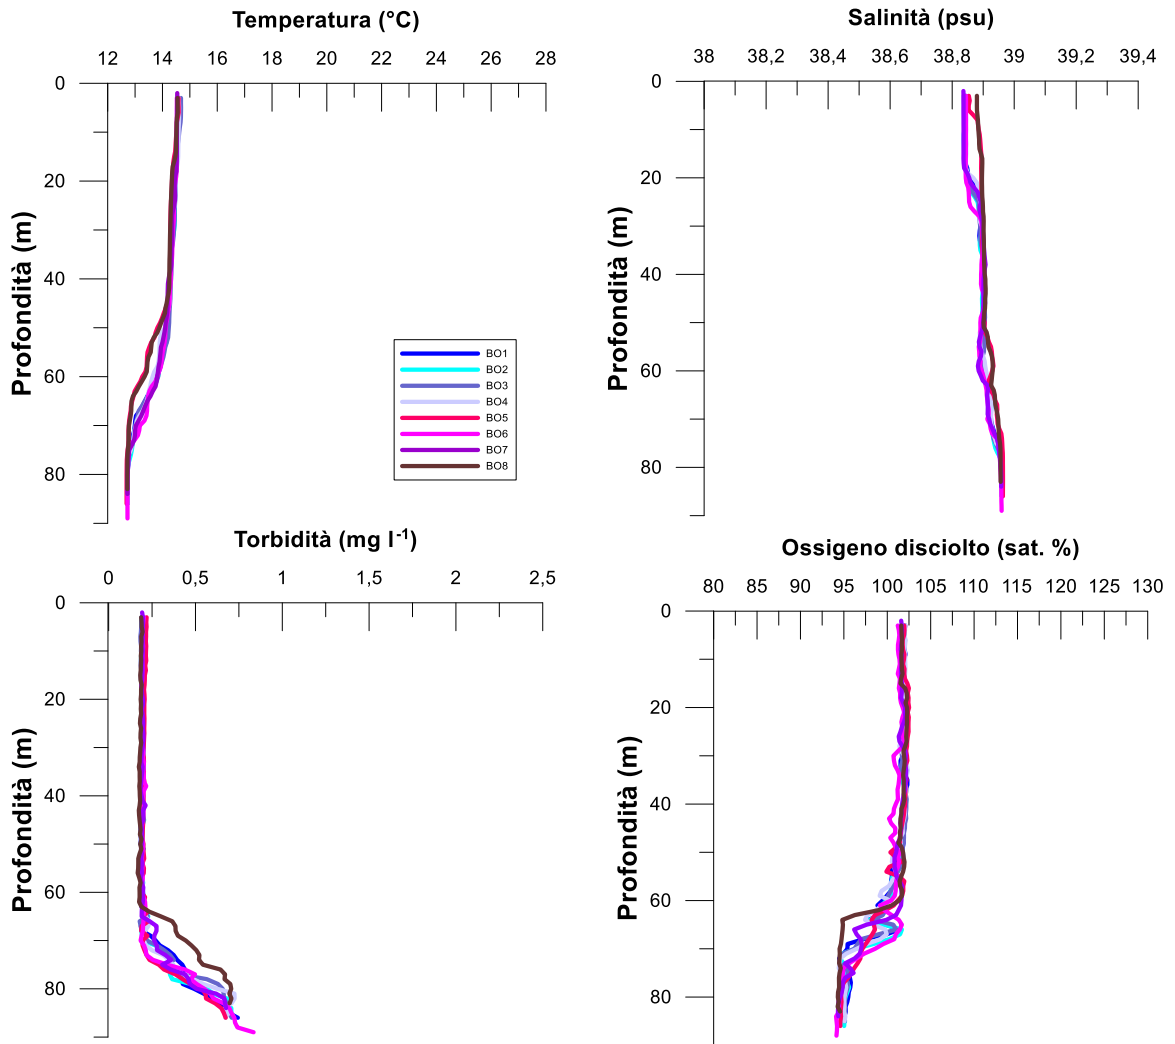 Temperatura (°C)
12 14 16 18 20 22 24 26 28
0
20
40
60
80
Profondità (m)
BO1
BO2
BO3
BO4
BO5
BO6
BO7
BO8
Salinità (psu)
38 38,2 38,4 38,6 38,8 39 39,2 39,4
0
20
40
60
80
Profondità (m)
Torbidità (mg l-1)
0 0,5 1 1,5 2 2,5
0
20
40
60
80
Profondità (m)
Ossigeno disciolto (sat. %)
80 85 90 95 100 105 110 115 120 125 130
0
20
40
60
80
Profondità (m)